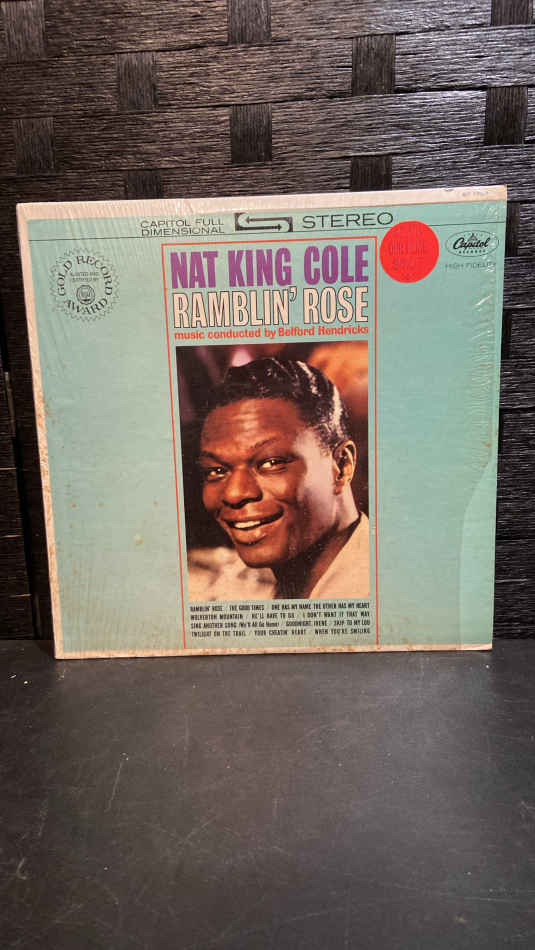 CAPITOL FULL
DIMENSIONAL
STEREO
GOLD RECORD
AWARD
Capitol
RECORDS
HIGH FIDELITY
NAT KING COLE
RAMBLIN' ROSE
music conducted by Belford Hendricks
RAMBLIN' ROSE / THE GOOD TIMES / ONE HAS MY NAME THE OTHER HAS MY HEART
WOLVERTON MOUNTAIN / HE'LL HAVE TO GO / I DON'T WANT IT THAT WAY
SING ANOTHER SONG (We'll All Go Home) / GOODNIGHT, IRENE / SKIP TO MY LOU
TWILIGHT ON THE TRAIL / YOUR CHEATIN' HEART / WHEN YOU'RE SMILING